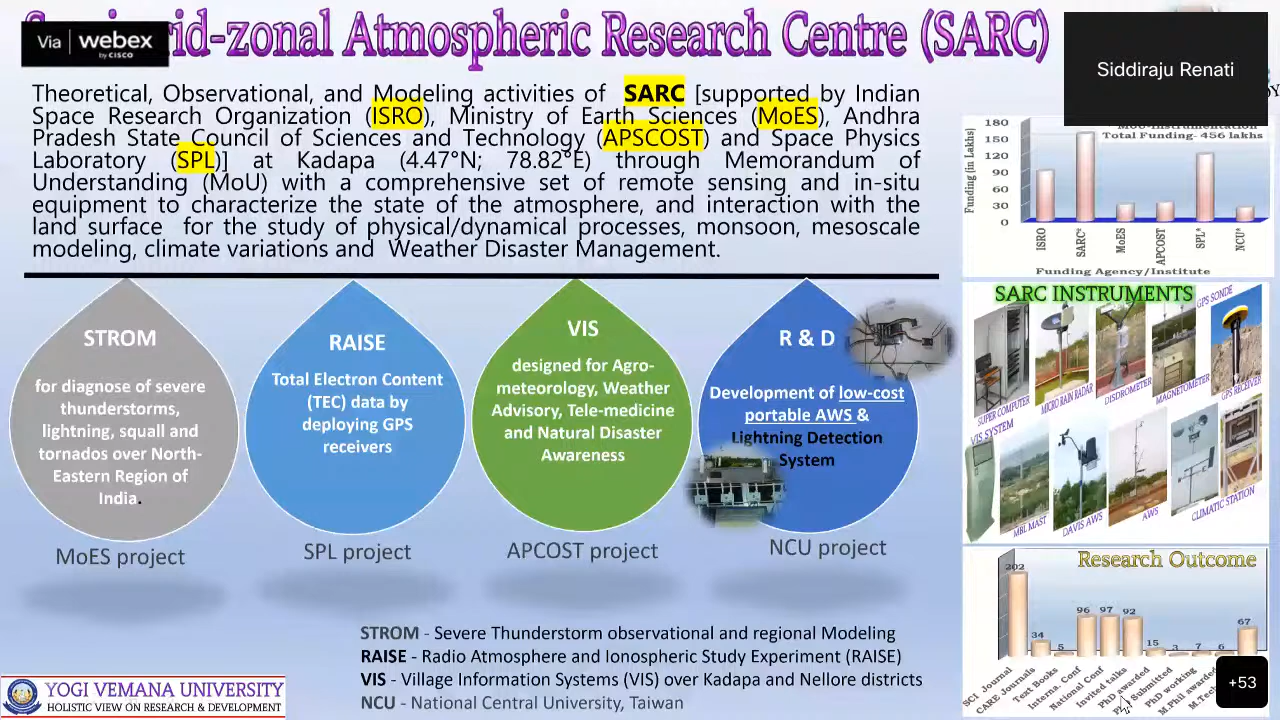 id-zonal Atmospheric Research Centre (SARC)
Via webex
by CISCO
Siddiraju Renati
Theoretical, Observational, and Modeling activities of SARC [supported by Indian
Space Research Organization (ISRO), Ministry of Earth Sciences (MoES), Andhra
Pradesh State Council of Sciences and Technology (APSCOST) and Space Physics
Laboratory (SPL)] at Kadapa (4.47°N; 78.82°E) through Memorandum of
Understanding (MoU) with a comprehensive set of remote sensing and in-situ
equipment to characterize the state of the atmosphere, and interaction with the
land surface for the study of physical/dynamical processes, monsoon, mesoscale
modeling, climate variations and Weather Disaster Management.
Total Funding- 456 lakhs
Funding (in Lakhs)
180
150
120
90
60
30
0
ISRO
SARC*
MoES
APCOST
SPL*
NCU*
Funding Agency/Institute
STROM
for diagnose of severe
thunderstorms,
lightning, squall and
tornados over North-
Eastern Region of
India.
MoES project
RAISE
Total Electron Content
(TEC) data by
deploying GPS
receivers
SPL project
VIS
designed for Agro-
meteorology, Weather
Advisory, Tele-medicine
and Natural Disaster
Awareness
APCOST project
R & D
Development of low-cost
portable AWS &
Lightning Detection
System
NCU project
SARC INSTRUMENTS
GPS SONDE
SUPER COMPUTER
MICRO RAIN RADAR
DISDROMETER
MAGNETOMETER
GPS RECEIVER
VIS SYSTEM
MBL MAST
DAVIS AWS
AWS
CLIMATIC STATION
Research Outcome
202
34
5
96
97
92
15
3
7
6
67
SCI Journal
CARE Journals
Text Books
Interna. Conf
National Conf
Invited talks
PhD awarded
Submitted
PhD working
M.Phil awarded
M.Tech
+53
STROM - Severe Thunderstorm observational and regional Modeling
RAISE - Radio Atmosphere and Ionospheric Study Experiment (RAISE)
VIS - Village Information Systems (VIS) over Kadapa and Nellore districts
NCU - National Central University, Taiwan
YOGI VEMANA UNIVERSITY
HOLISTIC VIEW ON RESEARCH & DEVELOPMENT